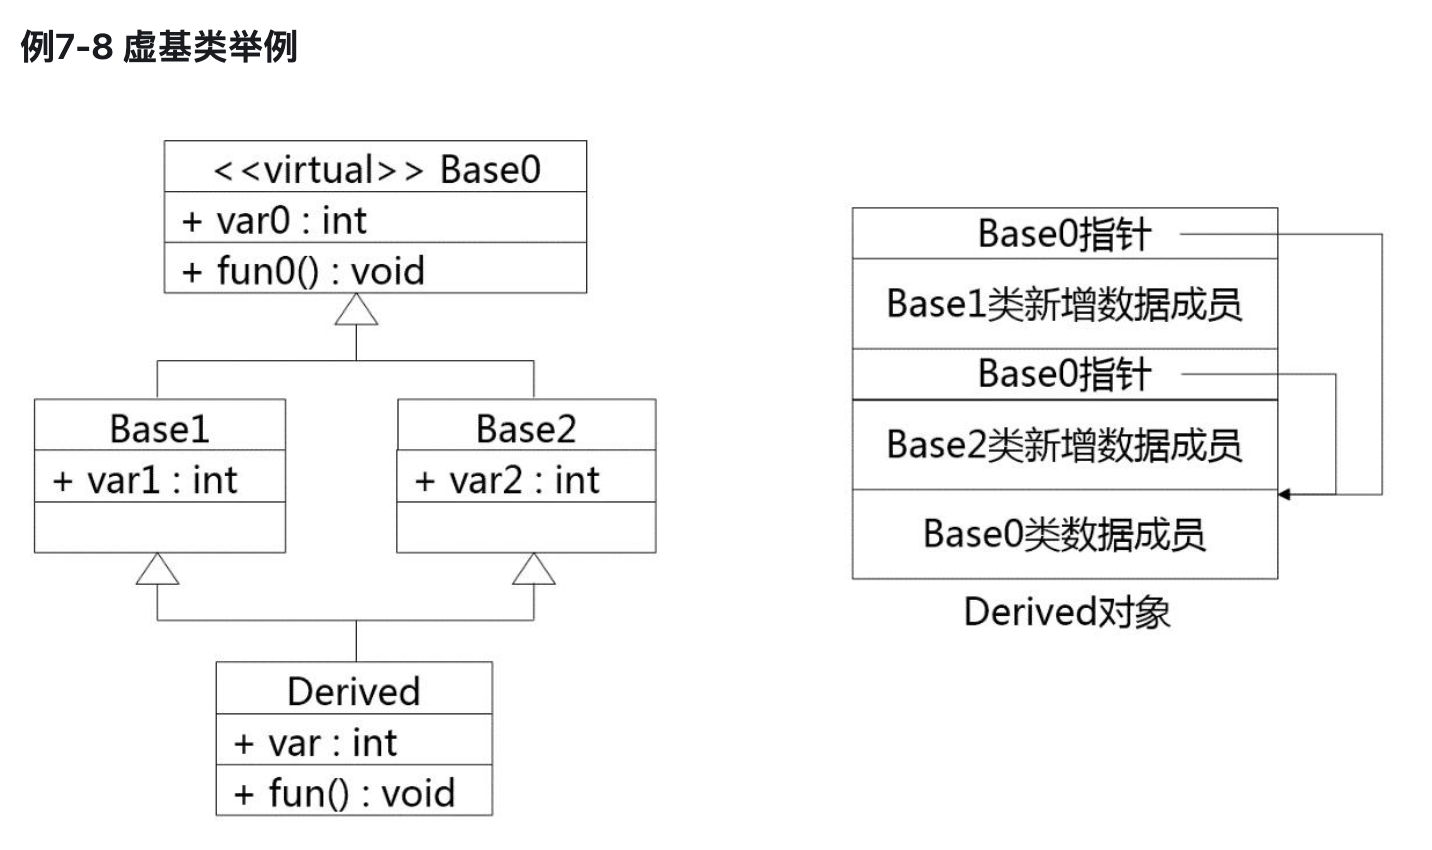 例7-8 虚基类举例
<<virtual>> Base0
+ var0 : int
+ fun0() : void
Base1
+ var1 : int
Base2
+ var2 : int
Derived
+ var : int
+ fun() : void
Base0指针
Base1类新增数据成员
Base0指针
Base2类新增数据成员
Base0类数据成员
Derived对象